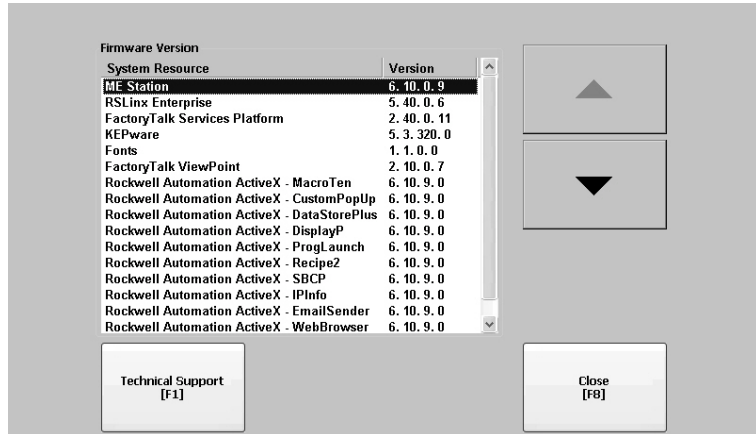 Firmware Version
System Resource Version
ME Station 6. 10. 0. 9
RSLinx Enterprise 5. 40. 0. 6
FactoryTalk Services Platform 2. 40. 0. 11
KEPware 5. 3. 320. 0
Fonts 1. 1. 0. 0
FactoryTalk ViewPoint 2. 10. 0. 7
Rockwell Automation ActiveX - MacroTen 6. 10. 9. 0
Rockwell Automation ActiveX - CustomPopUp 6. 10. 9. 0
Rockwell Automation ActiveX - DataStorePlus 6. 10. 9. 0
Rockwell Automation ActiveX - DisplayP 6. 10. 9. 0
Rockwell Automation ActiveX - ProgLaunch 6. 10. 9. 0
Rockwell Automation ActiveX - Recipe2 6. 10. 9. 0
Rockwell Automation ActiveX - SBCP 6. 10. 9. 0
Rockwell Automation ActiveX - IPInfo 6. 10. 9. 0
Rockwell Automation ActiveX - EmailSender 6. 10. 9. 0
Rockwell Automation ActiveX - WebBrowser 6. 10. 9. 0
Technical Support
[F1]
Close
[F8]